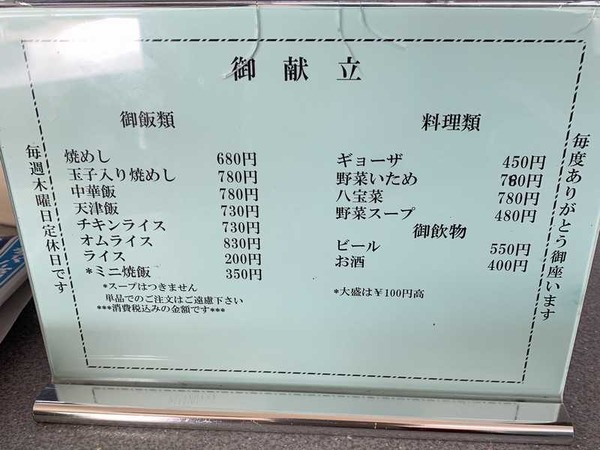 御献立
毎度ありがとう御座います
御飯類
焼めし 680円
玉子入り焼めし 780円
中華飯 780円
天津飯 730円
チキンライス 730円
オムライス 830円
ライス 200円
*ミニ焼飯 350円
*スープはつきません
単品でのご注文はご遠慮下さい
***消費税込みの金額です***
料理類
ギョーザ 450円
野菜いため 780円
八宝菜 780円
野菜スープ 480円
御飲物
ビール 550円
お酒 400円
*大盛は￥100円高
毎週木曜日定休日です